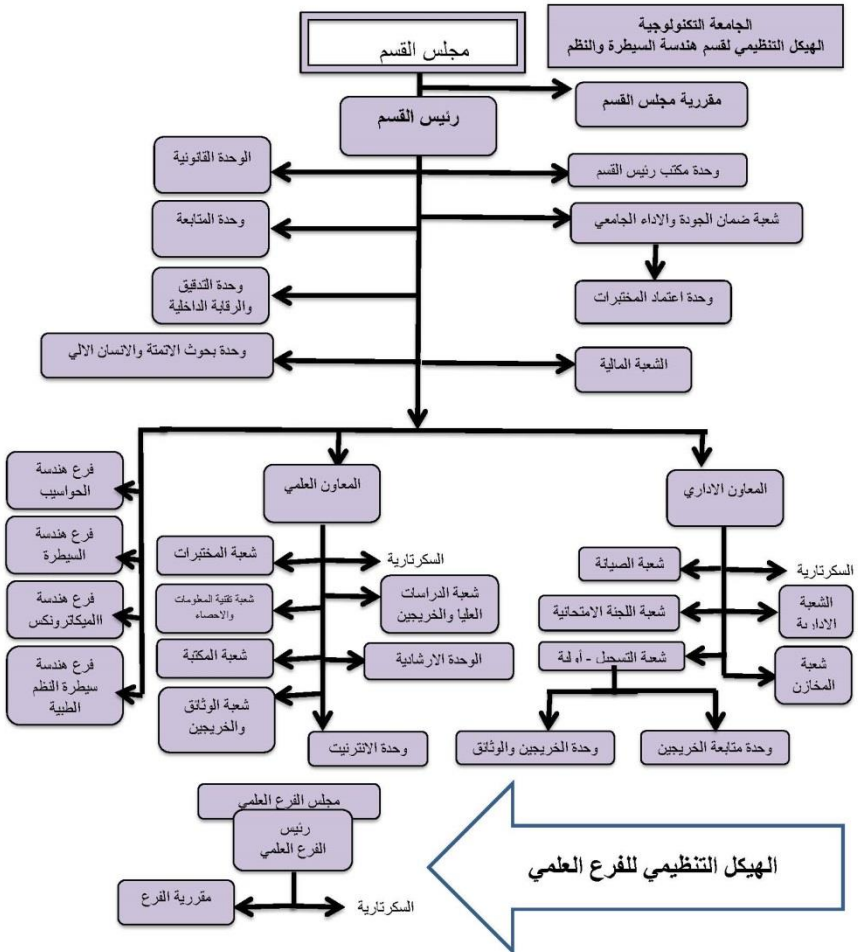 الجامعة التكنولوجية
الهيكل التنظيمي لقسم هندسة السيطرة والنظم
مجلس القسم
مقررية مجلس القسم
رئيس القسم
وحدة مكتب رئيس القسم
الوحدة القانونية
شعبة ضمان الجودة والاداء الجامعي
وحدة المتابعة
وحدة اعتماد المختبرات
وحدة التدقيق
والرقابة الداخلية
الشعبة المالية
وحدة بحوث الاتمتة والانسان الالي
المعاون الاداري
السكرتارية
شعبة الصيانة
الشعبة
الادارية
شعبة اللجنة الامتحانية
شعبة
المخازن
شعبة التسجيل - أولية
وحدة متابعة الخريجين
وحدة الخريجين والوثائق
المعاون العلمي
السكرتارية
شعبة المختبرات
شعبة الدراسات
العليا والخريجين
شعبة تقنية المعلومات
والاحصاء
الوحدة الارشادية
شعبة المكتبة
شعبة الوثائق
والخريجين
وحدة الانترنيت
فرع هندسة
الحواسيب
فرع هندسة
السيطرة
فرع هندسة
االميكاترونكس
فرع هندسة
سيطرة النظم
الطبية
الهيكل التنظيمي للفرع العلمي
مجلس الفرع العلمي
رئيس
الفرع العلمي
السكرتارية
مقررية الفرع